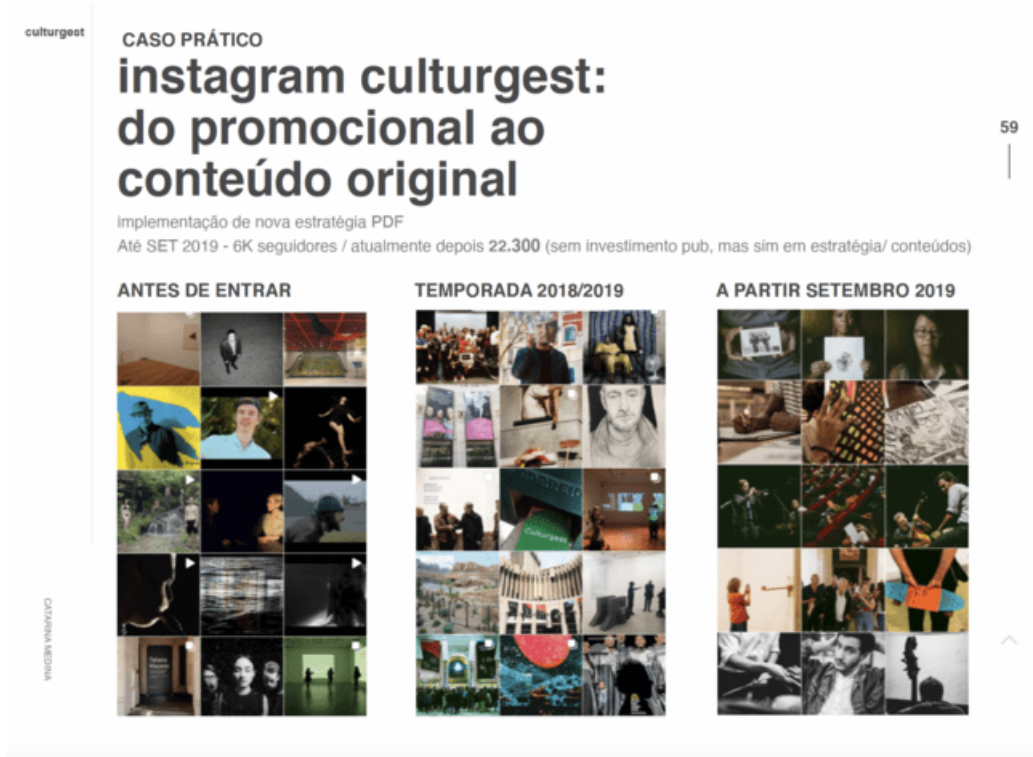 culturgest
CASO PRÁTICO
instagram culturgest:
do promocional ao
conteúdo original
59
implementação de nova estratégia PDF
Até SET 2019 - 6K seguidores / atualmente depois 22.300 (sem investimento pub, mas sim em estratégia/ conteúdos)
ANTES DE ENTRAR
TEMPORADA 2018/2019
A PARTIR SETEMBRO 2019
culturgest
CATARINA MEDINA